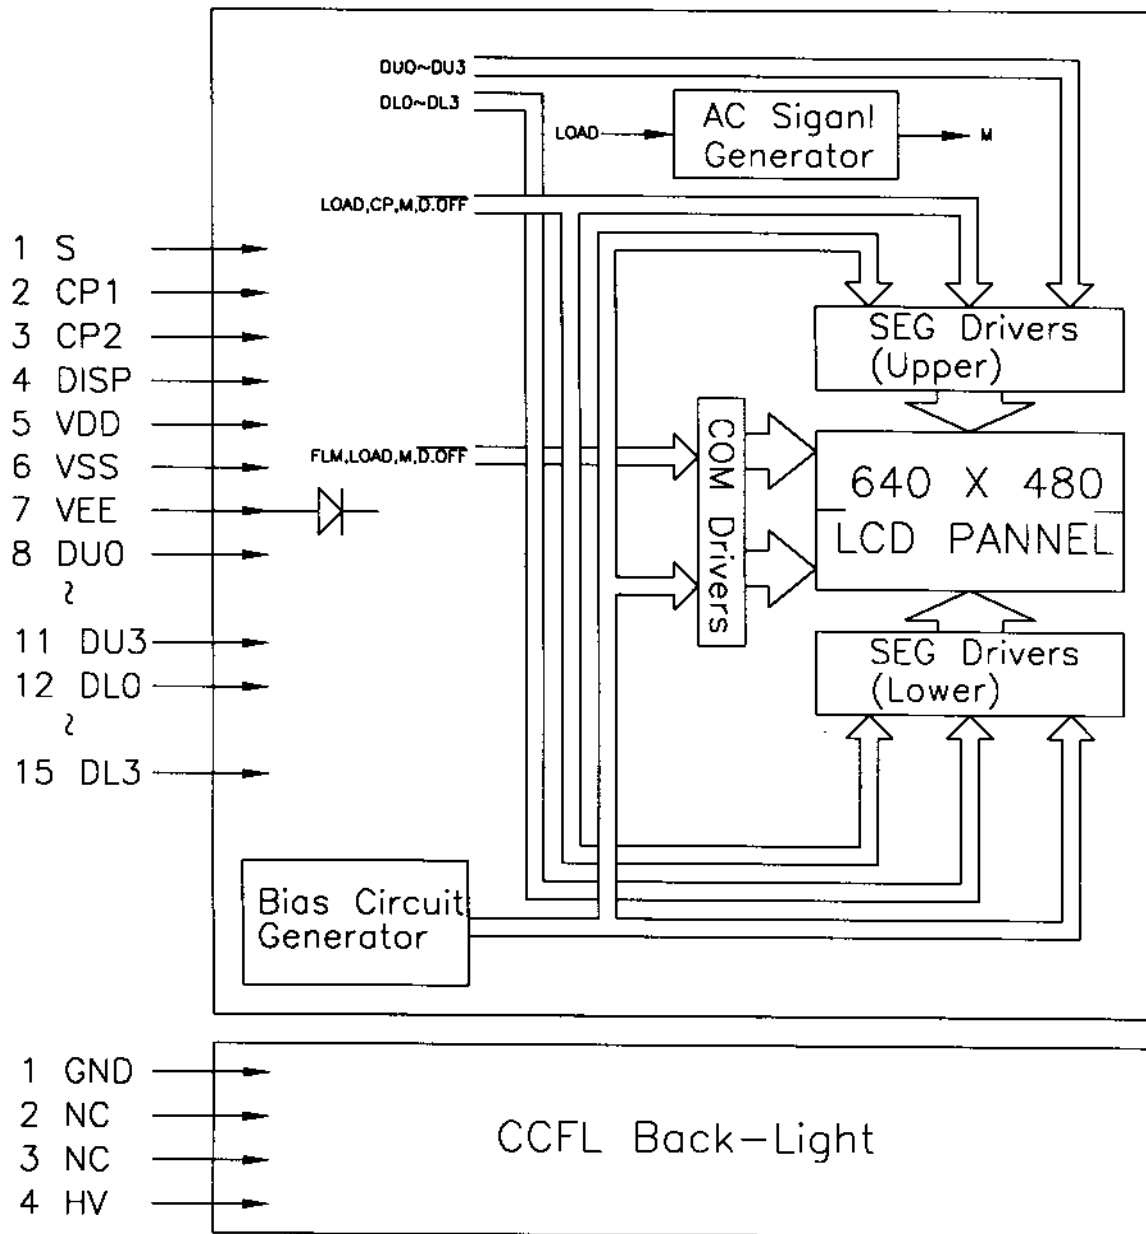 DU0~DU3
DL0~DL3
LOAD
AC Siganl
Generator
M
LOAD,CP,M,D.OFF
1 S
2 CP1
3 CP2
4 DISP
5 VDD
6 VSS
7 VEE
8 DU0
~
11 DU3
12 DL0
~
15 DL3
SEG Drivers
(Upper)
FLM,LOAD,M,D.OFF
COM Drivers
640 X 480
LCD PANNEL
SEG Drivers
(Lower)
Bias Circuit
Generator
1 GND
2 NC
3 NC
4 HV
CCFL Back-Light